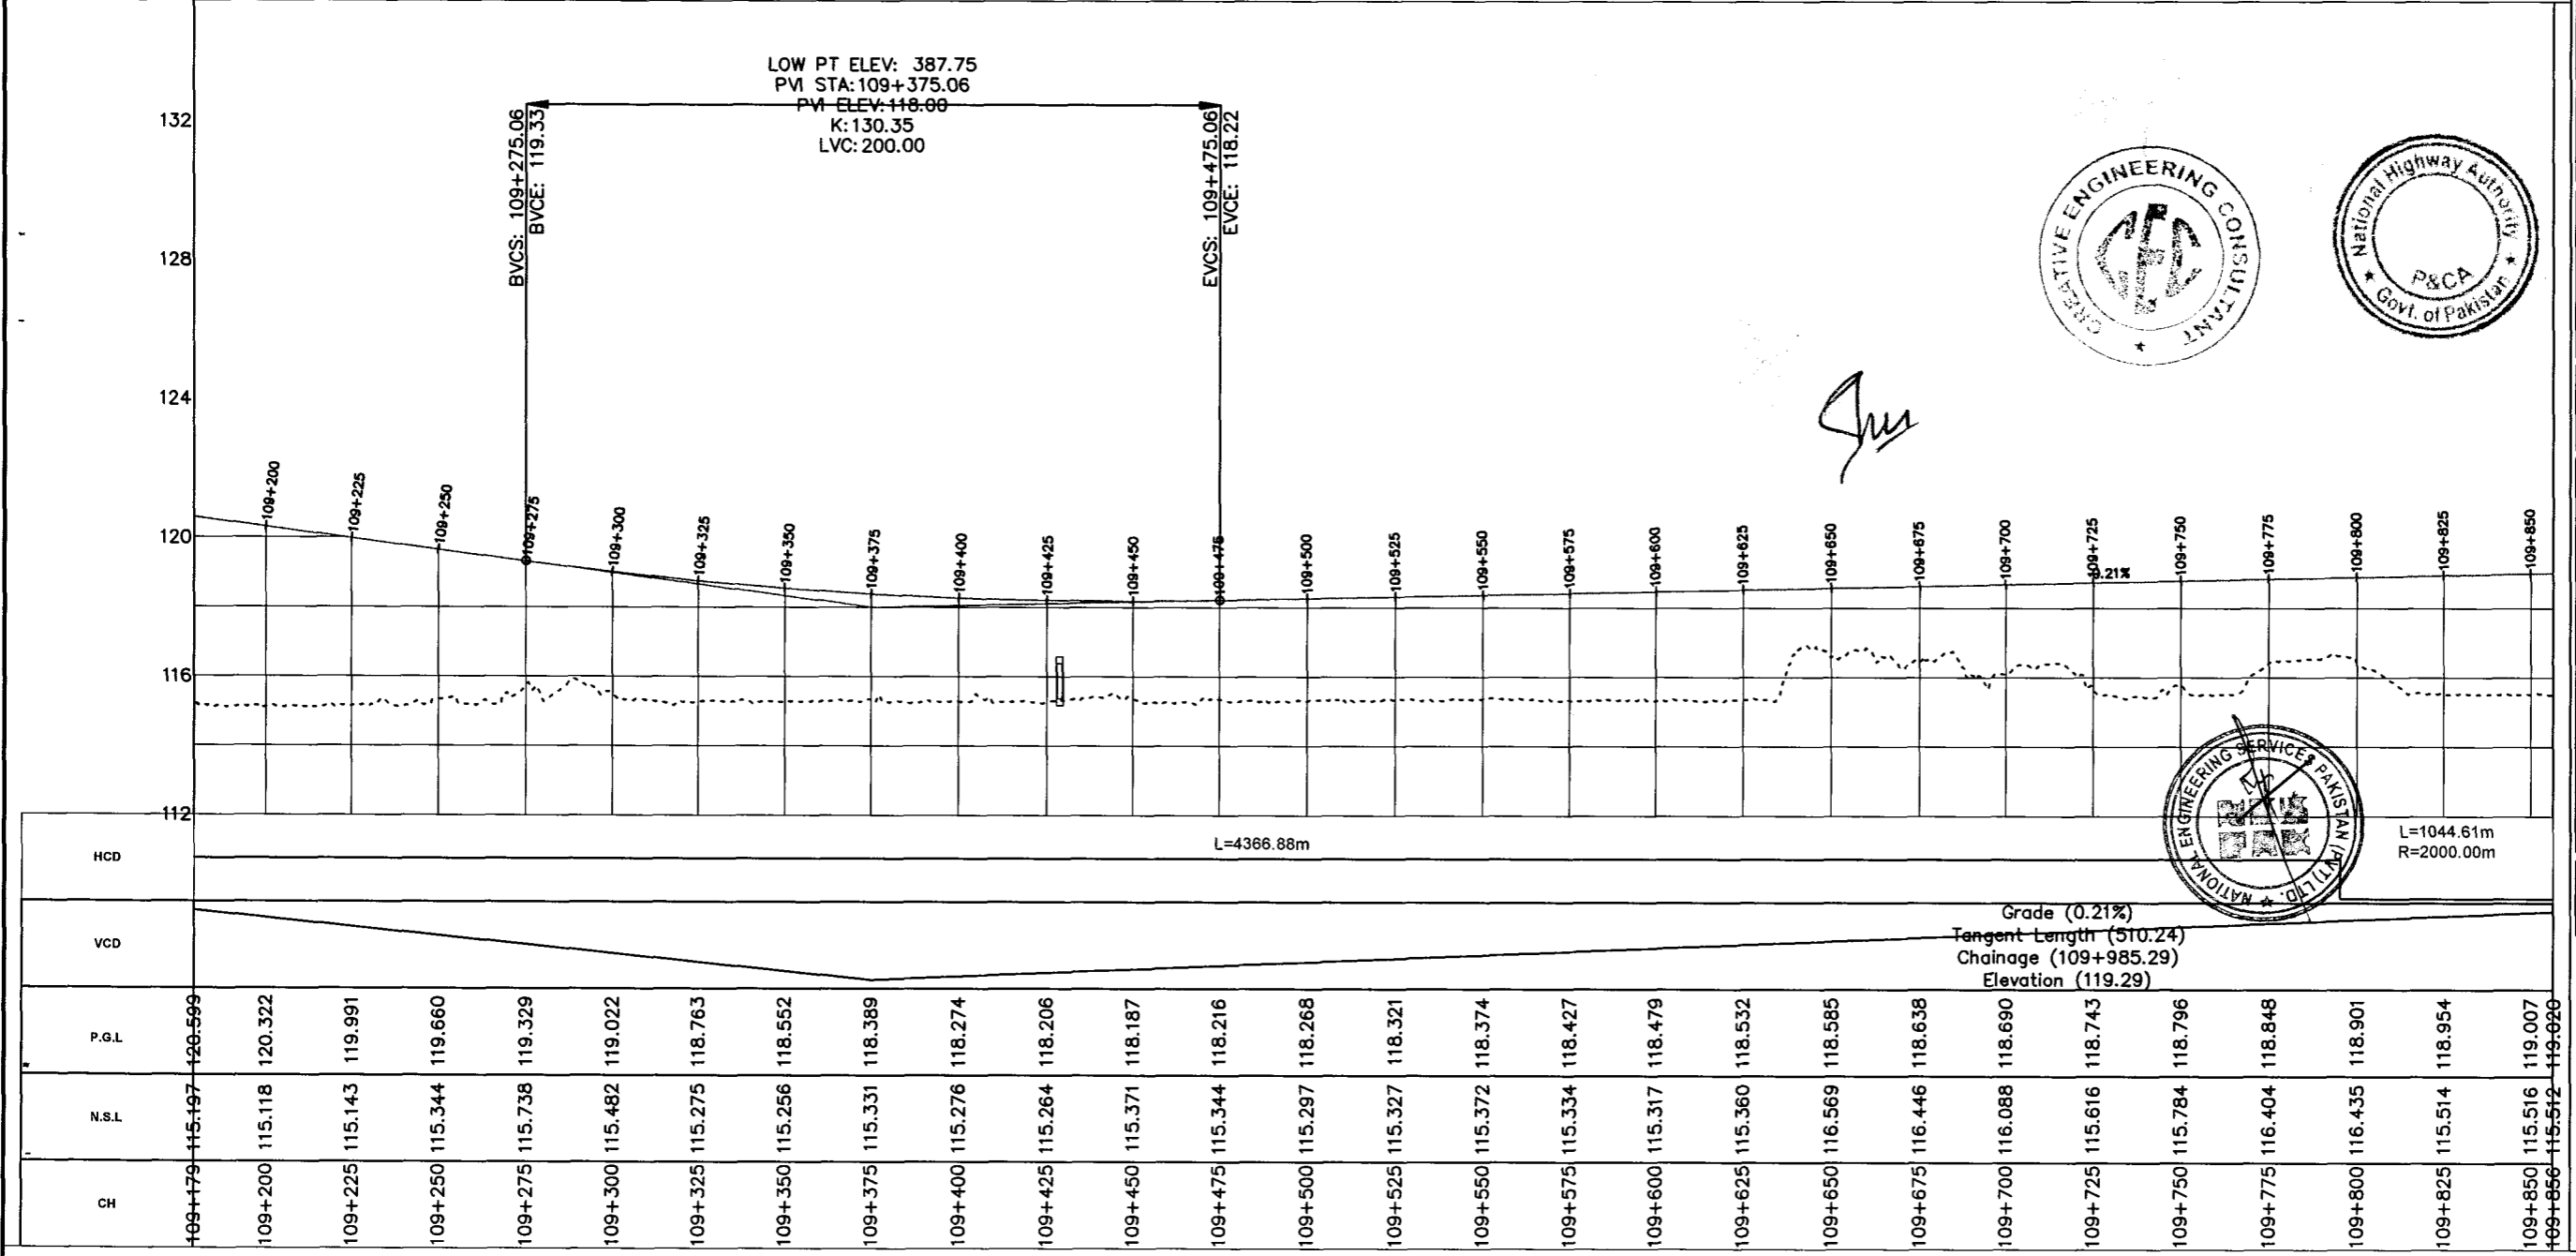 LOW PT ELEV: 387.75
PVI STA:109+375.06
PVI ELEV:118.00
K:130.35
LVC:200.00
BVCS: 109+275.06
BVCE: 119.33
EVCS: 109+475.06
EVCE: 118.22
CREATIVE ENGINEERING CONSULTANT
CEC
National Highway Authority
P&CA
Govt. of Pakistan
132
128
124
120
116
112
109+200 109+225 109+250 109+275 109+300 109+325 109+350 109+375 109+400 109+425 109+450 109+475 109+500 109+525 109+550 109+575 109+600 109+625 109+650 109+675 109+700 109+725 109+750 109+775 109+800 109+825 109+850
0.21%
NATIONAL ENGINEERING SERVICES PAKISTAN (PVT) LTD.
HCD
L=4366.88m
L=1044.61m
R=2000.00m
VCD
Grade (0.21%)
Tangent Length (510.24)
Chainage (109+985.29)
Elevation (119.29)
P.G.L 120.599 120.322 119.991 119.660 119.329 119.022 118.763 118.552 118.389 118.274 118.206 118.187 118.216 118.268 118.321 118.374 118.427 118.479 118.532 118.585 118.638 118.690 118.743 118.796 118.848 118.901 118.954 119.007 119.020
N.S.L 115.197 115.118 115.143 115.344 115.738 115.482 115.275 115.256 115.331 115.276 115.264 115.371 115.344 115.297 115.327 115.372 115.334 115.317 115.360 116.569 116.446 116.088 115.616 115.784 116.404 116.435 115.514 115.516 115.512
CH 109+179 109+200 109+225 109+250 109+275 109+300 109+325 109+350 109+375 109+400 109+425 109+450 109+475 109+500 109+525 109+550 109+575 109+600 109+625 109+650 109+675 109+700 109+725 109+750 109+775 109+800 109+825 109+850 109+856